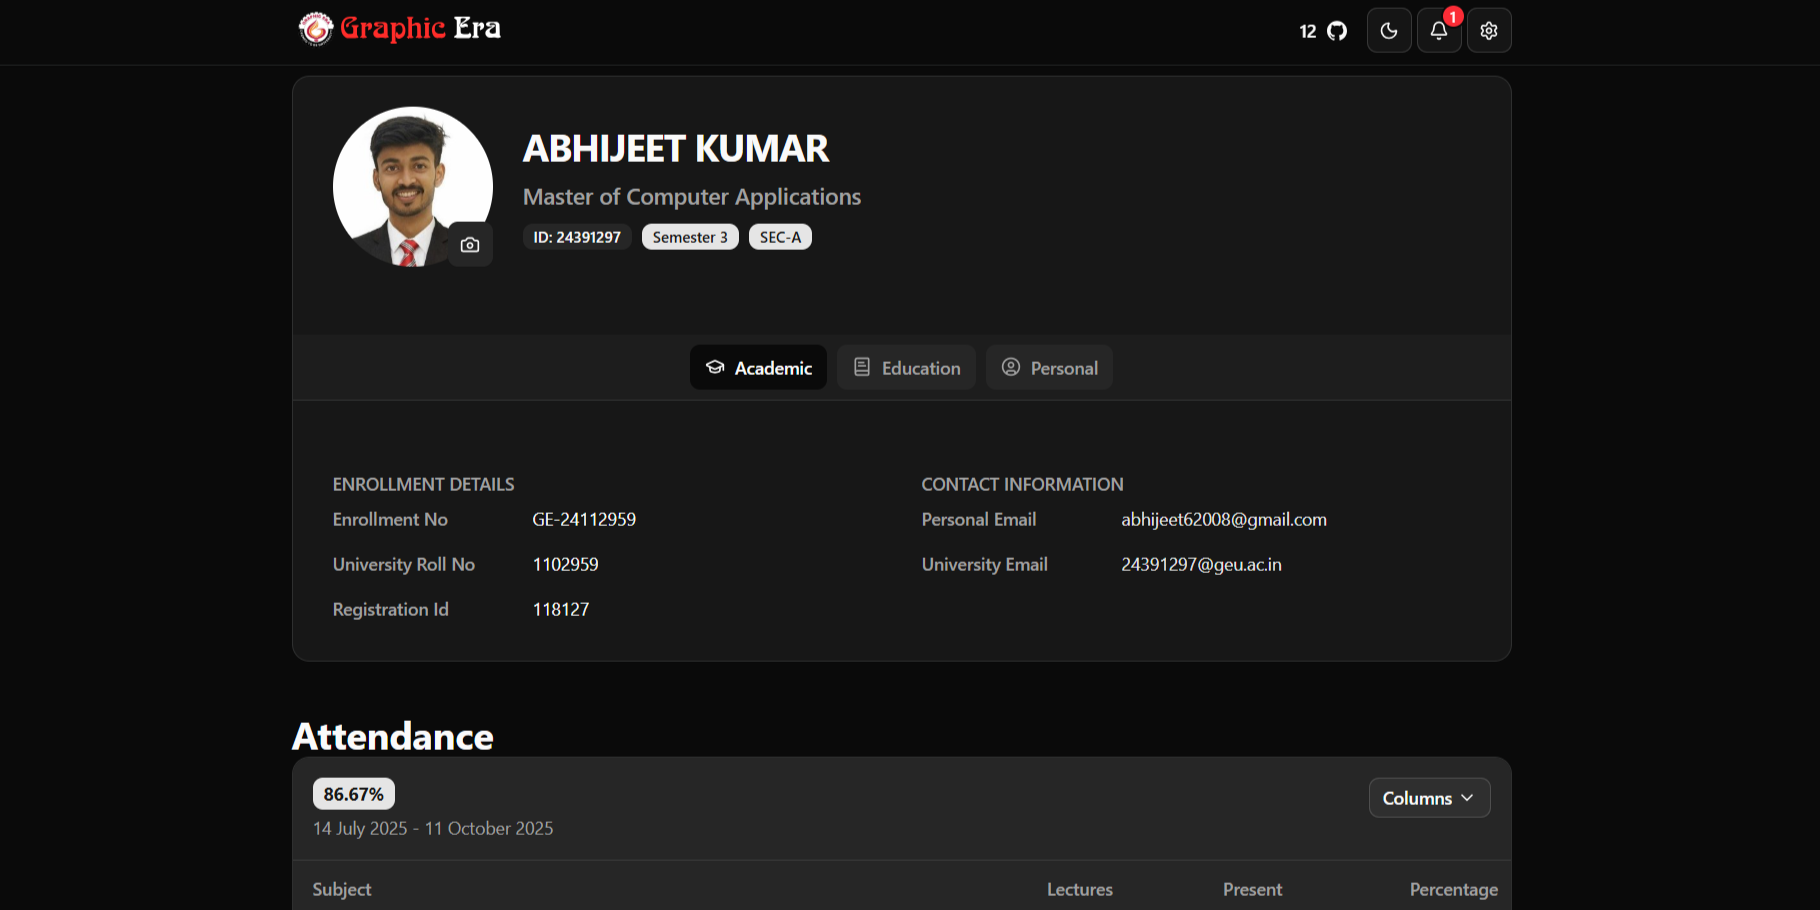 Graphic Era
12
1
ABHIJEET KUMAR
Master of Computer Applications
ID: 24391297 Semester 3 SEC-A
Academic Education Personal
ENROLLMENT DETAILS
Enrollment No GE-24112959
University Roll No 1102959
Registration Id 118127
CONTACT INFORMATION
Personal Email abhijeet62008@gmail.com
University Email 24391297@geu.ac.in
Attendance
86.67%
Columns
14 July 2025 - 11 October 2025
Subject Lectures Present Percentage